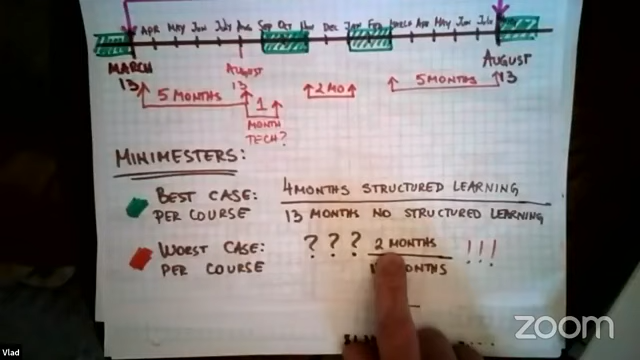 APR MAY JUN JULY AUG SEP OCT NOV DEC JAN FEB MARCH APR MAY JUN JULY
MARCH
13
AUGUST
13
AUGUST
13
5 MONTHS
1
MONTH
TECH?
2 MO
5 MONTHS
MINIMESTERS:
BEST CASE:
PER COURSE
4 MONTHS STRUCTURED LEARNING
13 MONTHS NO STRUCTURED LEARNING
WORST CASE:
PER COURSE
? ? ? 2 MONTHS !!!
MONTHS
zoom
Vlad